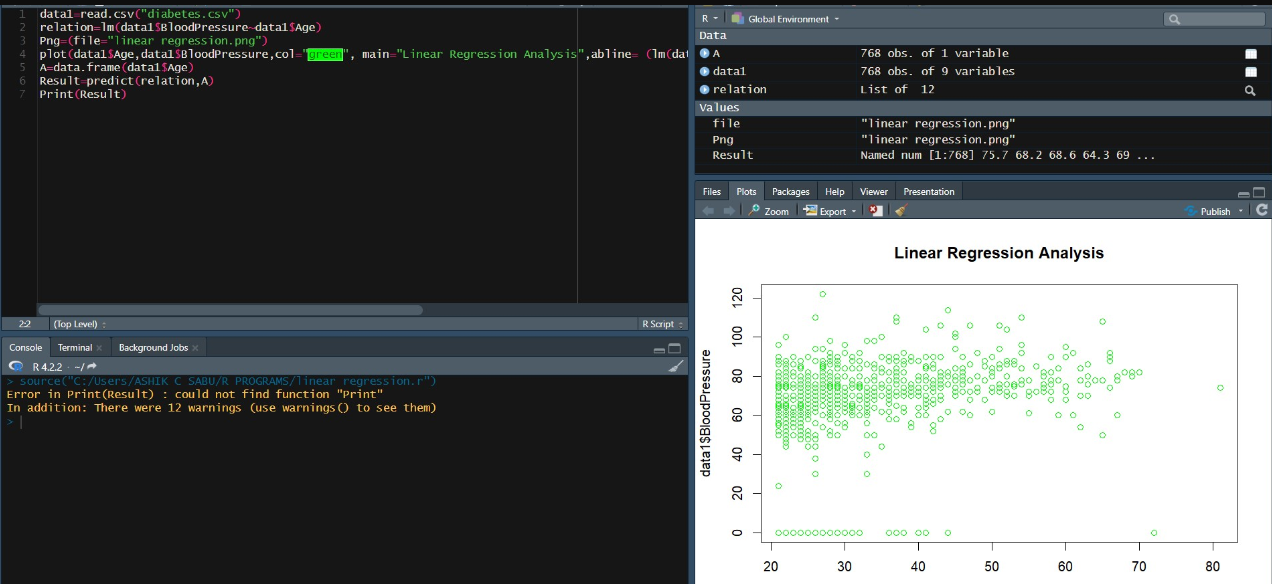 1 data1=read.csv("diabetes.csv")
2 relation=lm(data1$BloodPressure~data1$Age)
3 Png=(file="linear regression.png")
4 plot(data1$Age,data1$BloodPressure,col="green", main="Linear Regression Analysis",abline= (lm(dat
5 A=data.frame(data1$Age)
6 Result=predict(relation,A)
7 Print(Result)
2:2 (Top Level) R Script
Console Terminal Background Jobs
R 4.2.2 · ~/
> source("C:/Users/ASHIK C SABU/R PROGRAMS/linear regression.r")
Error in Print(Result) : could not find function "Print"
In addition: There were 12 warnings (use warnings() to see them)
>
R Global Environment
Data
A 768 obs. of 1 variable
data1 768 obs. of 9 variables
relation List of 12
Values
file "linear regression.png"
Png "linear regression.png"
Result Named num [1:768] 75.7 68.2 68.6 64.3 69 ...
Files Plots Packages Help Viewer Presentation
Zoom Export Publish
Linear Regression Analysis
data1$BloodPressure
120
100
80
60
40
20
0
20 30 40 50 60 70 80